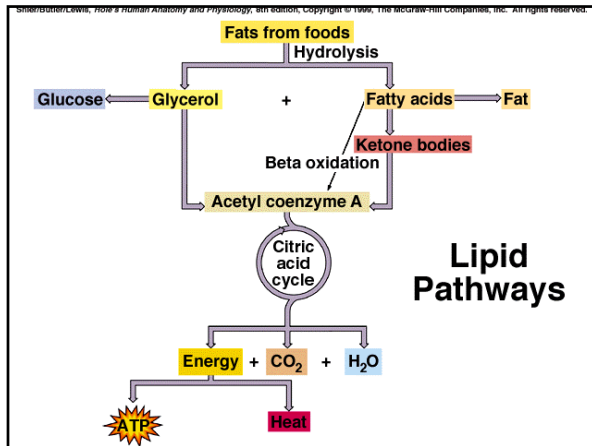 Shier/Butler/Lewis, Hole's Human Anatomy and Physiology, 8th edition, Copyright © 1999, The McGraw-Hill Companies, Inc. All rights reserved.
Fats from foods
Hydrolysis
Glucose
Glycerol
+
Fatty acids
Fat
Ketone bodies
Beta oxidation
Acetyl coenzyme A
Citric
acid
cycle
Lipid
Pathways
Energy + CO₂ + H₂O
ATP
Heat